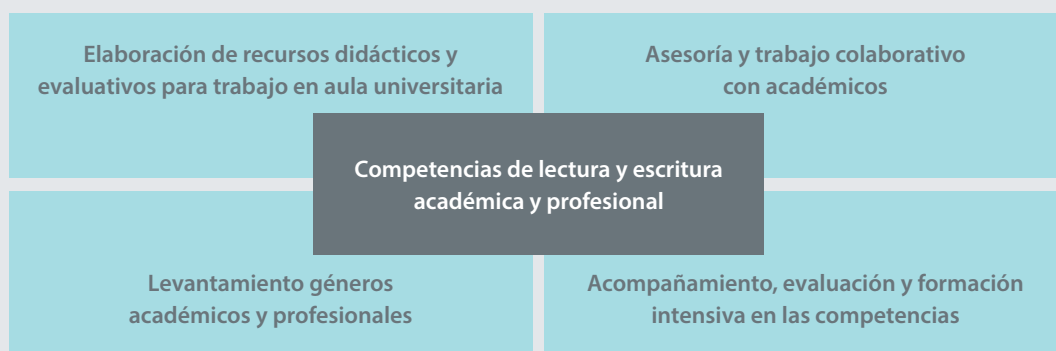 Elaboración de recursos didácticos y
evaluativos para trabajo en aula universitaria
Asesoría y trabajo colaborativo
con académicos
Competencias de lectura y escritura
académica y profesional
Levantamiento géneros
académicos y profesionales
Acompañamiento, evaluación y formación
intensiva en las competencias